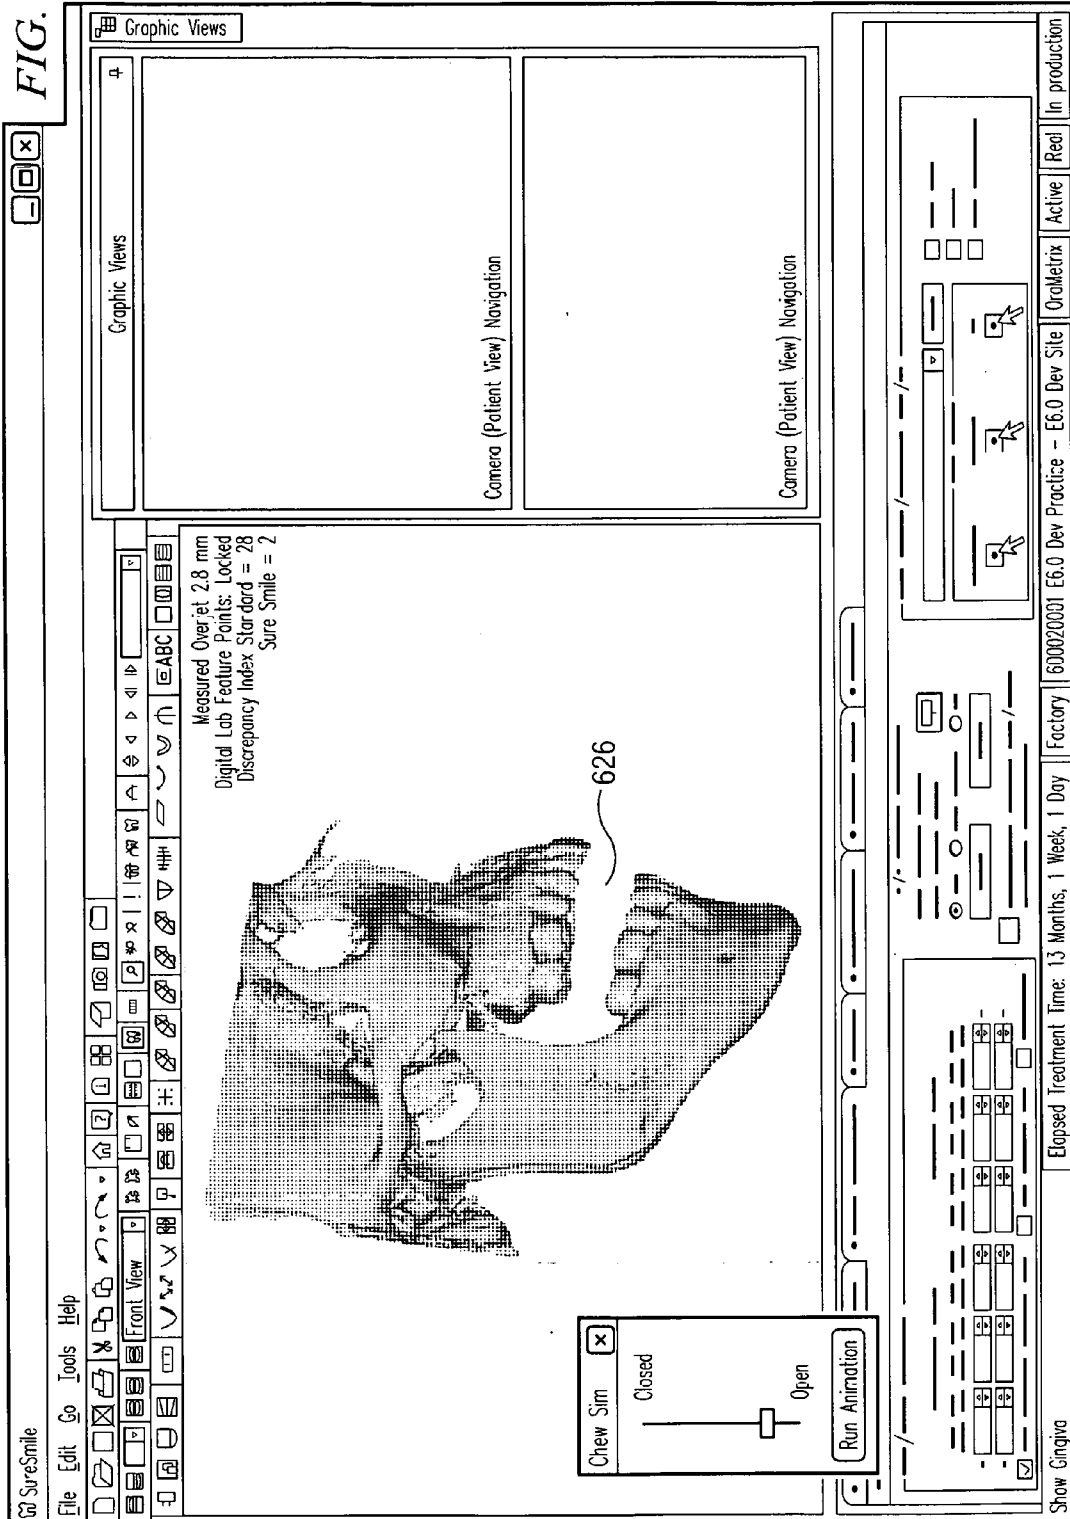 FIG.
SureSmile
File Edit Go Tools Help
Front View
ABC
Graphic Views
Graphic Views
Measured Overjet 2.8 mm
Digital Lab Feature Points: Locked
Discrepancy Index Standard = 28
Sure Smile = 2
626
Camera (Patient View) Navigation
Camera (Patient View) Navigation
Chew Sim
Closed
Open
Run Animation
Show Gingiva
Elapsed Treatment Time: 13 Months, 1 Week, 1 Day
Factory
600020001 E6.0 Dev Practice - E6.0 Dev Site
OraMetrix
Active
Real
In production